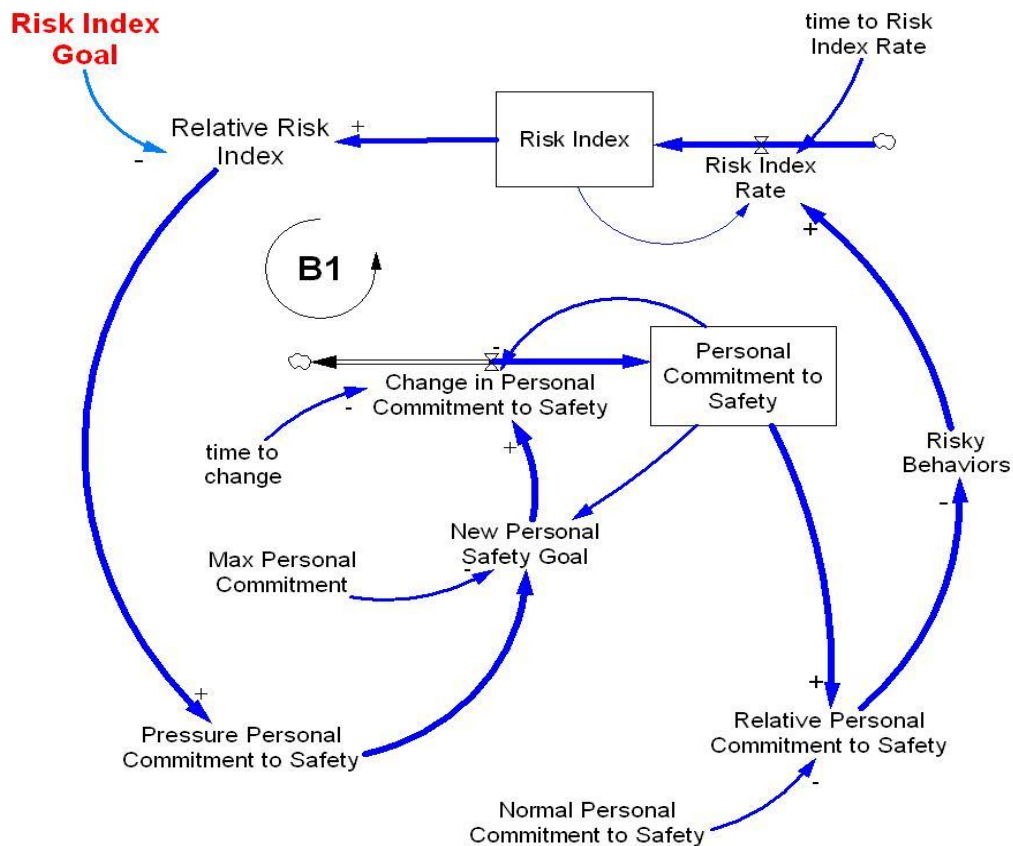 Risk Index
Goal
time to Risk
Index Rate
+
Relative Risk
Index
-
Risk Index
Risk Index
Rate
+
B1
-
Personal
Commitment to
Safety
Change in Personal
Commitment to Safety
-
time to
change
+
Risky
Behaviors
-
New Personal
Safety Goal
-
Max Personal
Commitment
+
Pressure Personal
Commitment to Safety
+
Relative Personal
Commitment to Safety
-
Normal Personal
Commitment to Safety